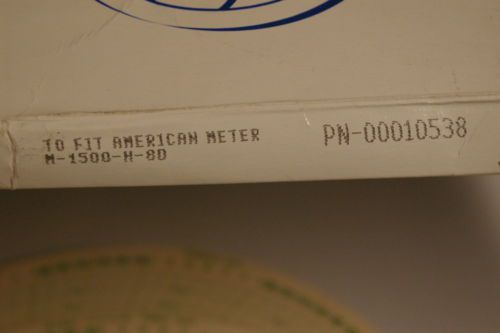 TO FIT AMERICAN METER
M-1500-H-8D
PN-00010538